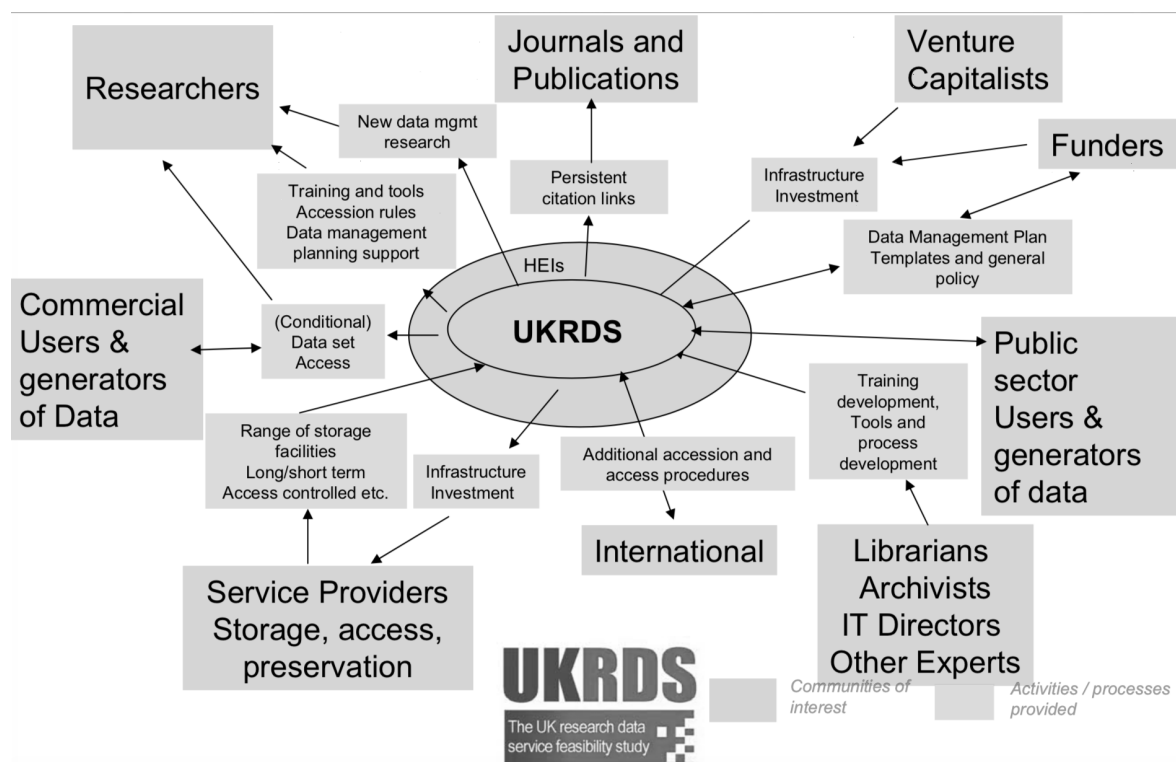 Researchers
Journals and
Publications
Venture
Capitalists
New data mgmt
research
Funders
Training and tools
Accession rules
Data management
planning support
Persistent
citation links
Infrastructure
Investment
Data Management Plan
Templates and general
policy
HEIs
UKRDS
Commercial
Users &
generators
of Data
(Conditional)
Data set
Access
Public
sector
Users &
generators
of data
Training
development,
Tools and
process
development
Range of storage
facilities
Long/short term
Access controlled etc.
Infrastructure
Investment
Additional accession and
access procedures
International
Service Providers
Storage, access,
preservation
Librarians
Archivists
IT Directors
Other Experts
UKRDS
The UK research data
service feasibility study
Communities of
interest
Activities / processes
provided